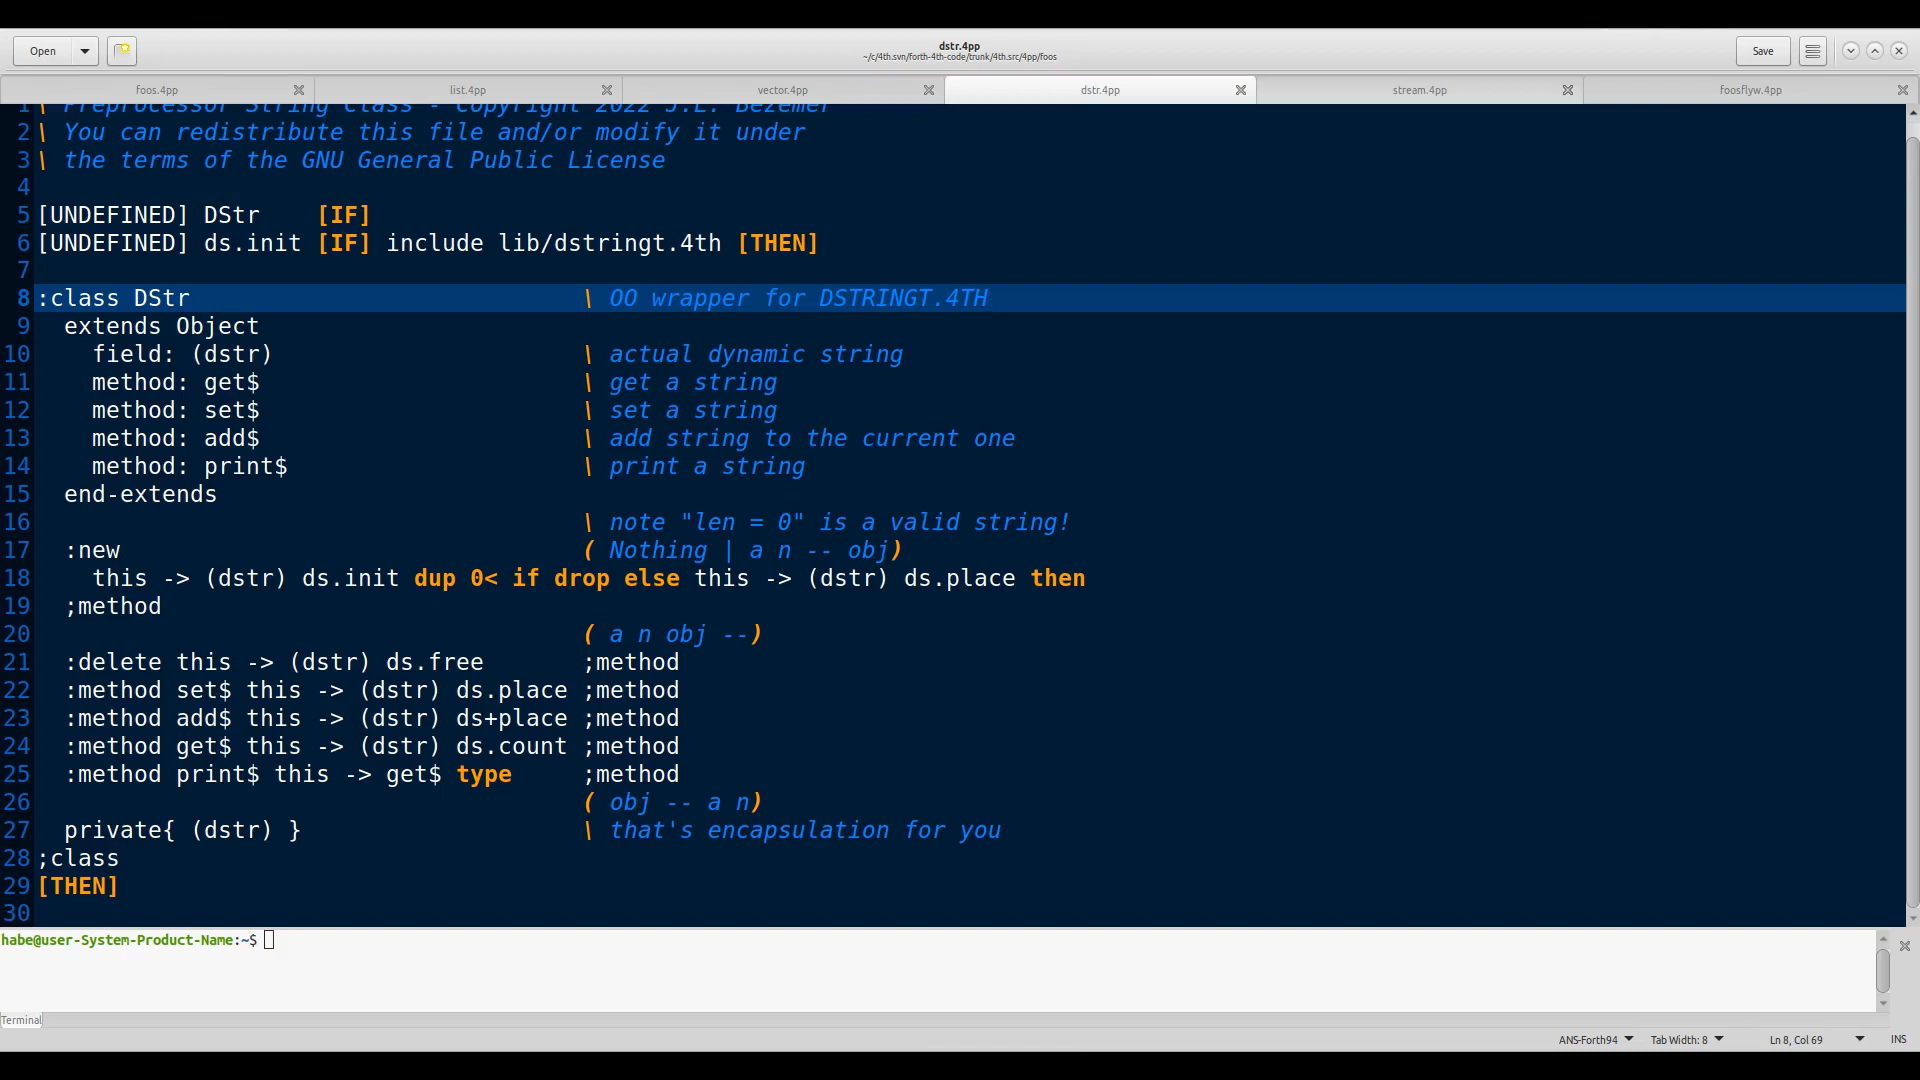 Open
dstr.4pp
~/c/4th.svn/forth-4th-code/trunk/4th.src/4pp/foos
Save
foos.4pp list.4pp vector.4pp dstr.4pp stream.4pp foosflyw.4pp
1 \ Preprocessor String Class - Copyright 2022 J.L. Bezemer
2 \ You can redistribute this file and/or modify it under
3 \ the terms of the GNU General Public License
4
5 [UNDEFINED] DStr    [IF]
6 [UNDEFINED] ds.init [IF] include lib/dstringt.4th [THEN]
7
8 :class DStr                            \ OO wrapper for DSTRINGT.4TH
9   extends Object
10     field: (dstr)                      \ actual dynamic string
11     method: get$                       \ get a string
12     method: set$                       \ set a string
13     method: add$                       \ add string to the current one
14     method: print$                     \ print a string
15   end-extends
16                                        \ note "len = 0" is a valid string!
17   :new                                 ( Nothing | a n -- obj)
18     this -> (dstr) ds.init dup 0< if drop else this -> (dstr) ds.place then
19   ;method
20                                        ( a n obj --)
21   :delete this -> (dstr) ds.free       ;method
22   :method set$ this -> (dstr) ds.place ;method
23   :method add$ this -> (dstr) ds+place ;method
24   :method get$ this -> (dstr) ds.count ;method
25   :method print$ this -> get$ type     ;method
26                                        ( obj -- a n)
27   private{ (dstr) }                    \ that's encapsulation for you
28 ;class
29 [THEN]
30
habe@user-System-Product-Name:~$
Terminal
ANS-Forth94 Tab Width: 8 Ln 8, Col 69 INS